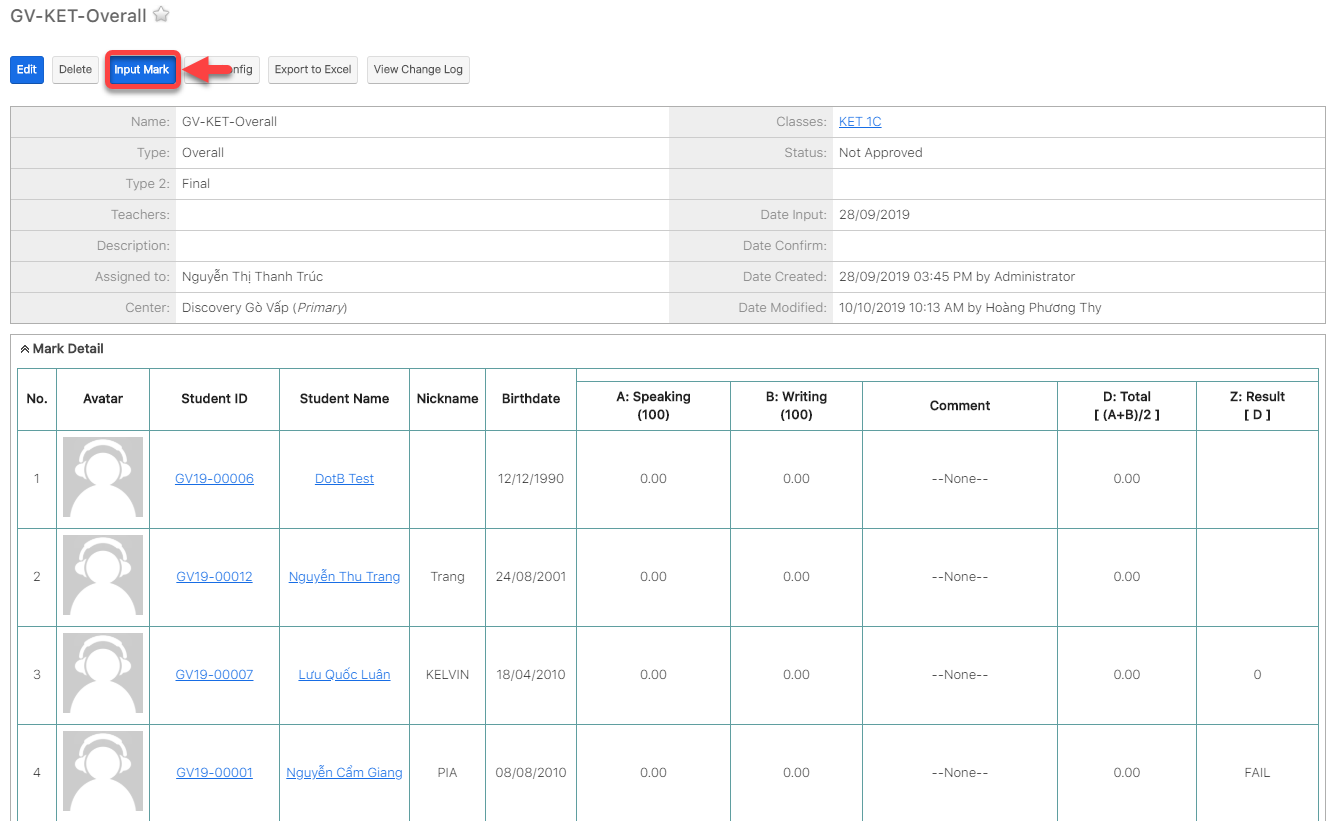 GV-KET-Overall
Edit Delete Input Mark nfig Export to Excel View Change Log
Name: GV-KET-Overall Classes: KET 1C
Type: Overall Status: Not Approved
Type 2: Final
Teachers: Date Input: 28/09/2019
Description: Date Confirm:
Assigned to: Nguyễn Thị Thanh Trúc Date Created: 28/09/2019 03:45 PM by Administrator
Center: Discovery Gò Vấp (Primary) Date Modified: 10/10/2019 10:13 AM by Hoàng Phương Thy
Mark Detail
No. Avatar Student ID Student Name Nickname Birthdate A: Speaking (100) B: Writing (100) Comment D: Total [ (A+B)/2 ] Z: Result [ D ]
1 GV19-00006 DotB Test 12/12/1990 0.00 0.00 --None-- 0.00
2 GV19-00012 Nguyễn Thu Trang Trang 24/08/2001 0.00 0.00 --None-- 0.00
3 GV19-00007 Lưu Quốc Luân KELVIN 18/04/2010 0.00 0.00 --None-- 0.00 0
4 GV19-00001 Nguyễn Cẩm Giang PIA 08/08/2010 0.00 0.00 --None-- 0.00 FAIL